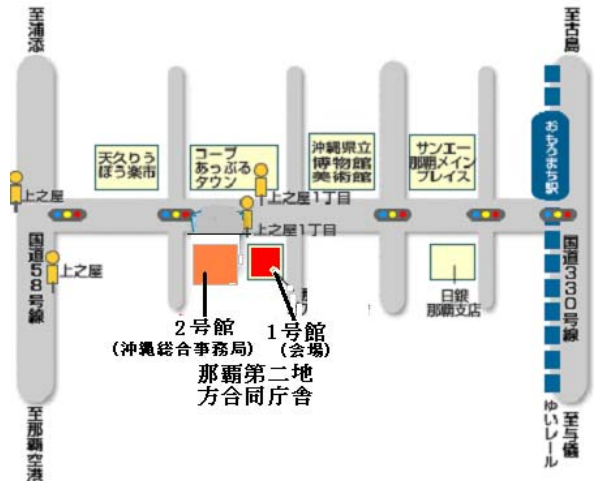 至浦添
至古島
天久りう
ぼう楽市
コープ
あっぷる
タウン
沖縄県立
博物館
美術館
サンエー
那覇メイン
プレイス
おもろまち駅
上之屋
上之屋1丁目
上之屋1丁目
国道58号線
上之屋
国道330号線
日銀
那覇支店
2号館
(沖縄総合事務局)
1号館
(会場)
那覇第二地
方合同庁舎
至那覇空港
ゆいレール
至与儀